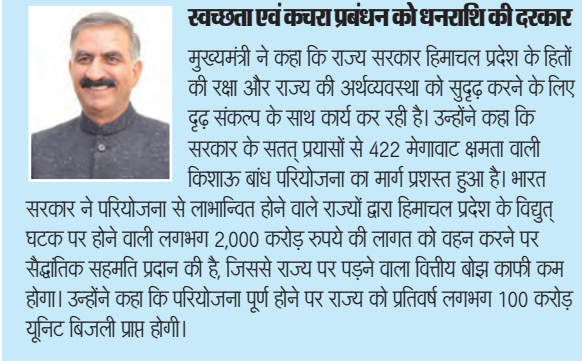 स्वच्छता एवं कचरा प्रबंधन को धनराशि की दरकार
मुख्यमंत्री ने कहा कि राज्य सरकार हिमाचल प्रदेश के हितों
की रक्षा और राज्य की अर्थव्यवस्था को सुदृढ़ करने के लिए
दृढ़ संकल्प के साथ कार्य कर रही है। उन्होंने कहा कि
सरकार के सतत् प्रयासों से 422 मेगावाट क्षमता वाली
किशाऊ बांध परियोजना का मार्ग प्रशस्त हुआ है। भारत
सरकार ने परियोजना से लाभान्वित होने वाले राज्यों द्वारा हिमाचल प्रदेश के विद्युत्
घटक पर होने वाली लगभग 2,000 करोड़ रुपये की लागत को वहन करने पर
सैद्धांतिक सहमति प्रदान की है, जिससे राज्य पर पड़ने वाला वित्तीय बोझ काफी कम
होगा। उन्होंने कहा कि परियोजना पूर्ण होने पर राज्य को प्रतिवर्ष लगभग 100 करोड़
यूनिट बिजली प्राप्त होगी।